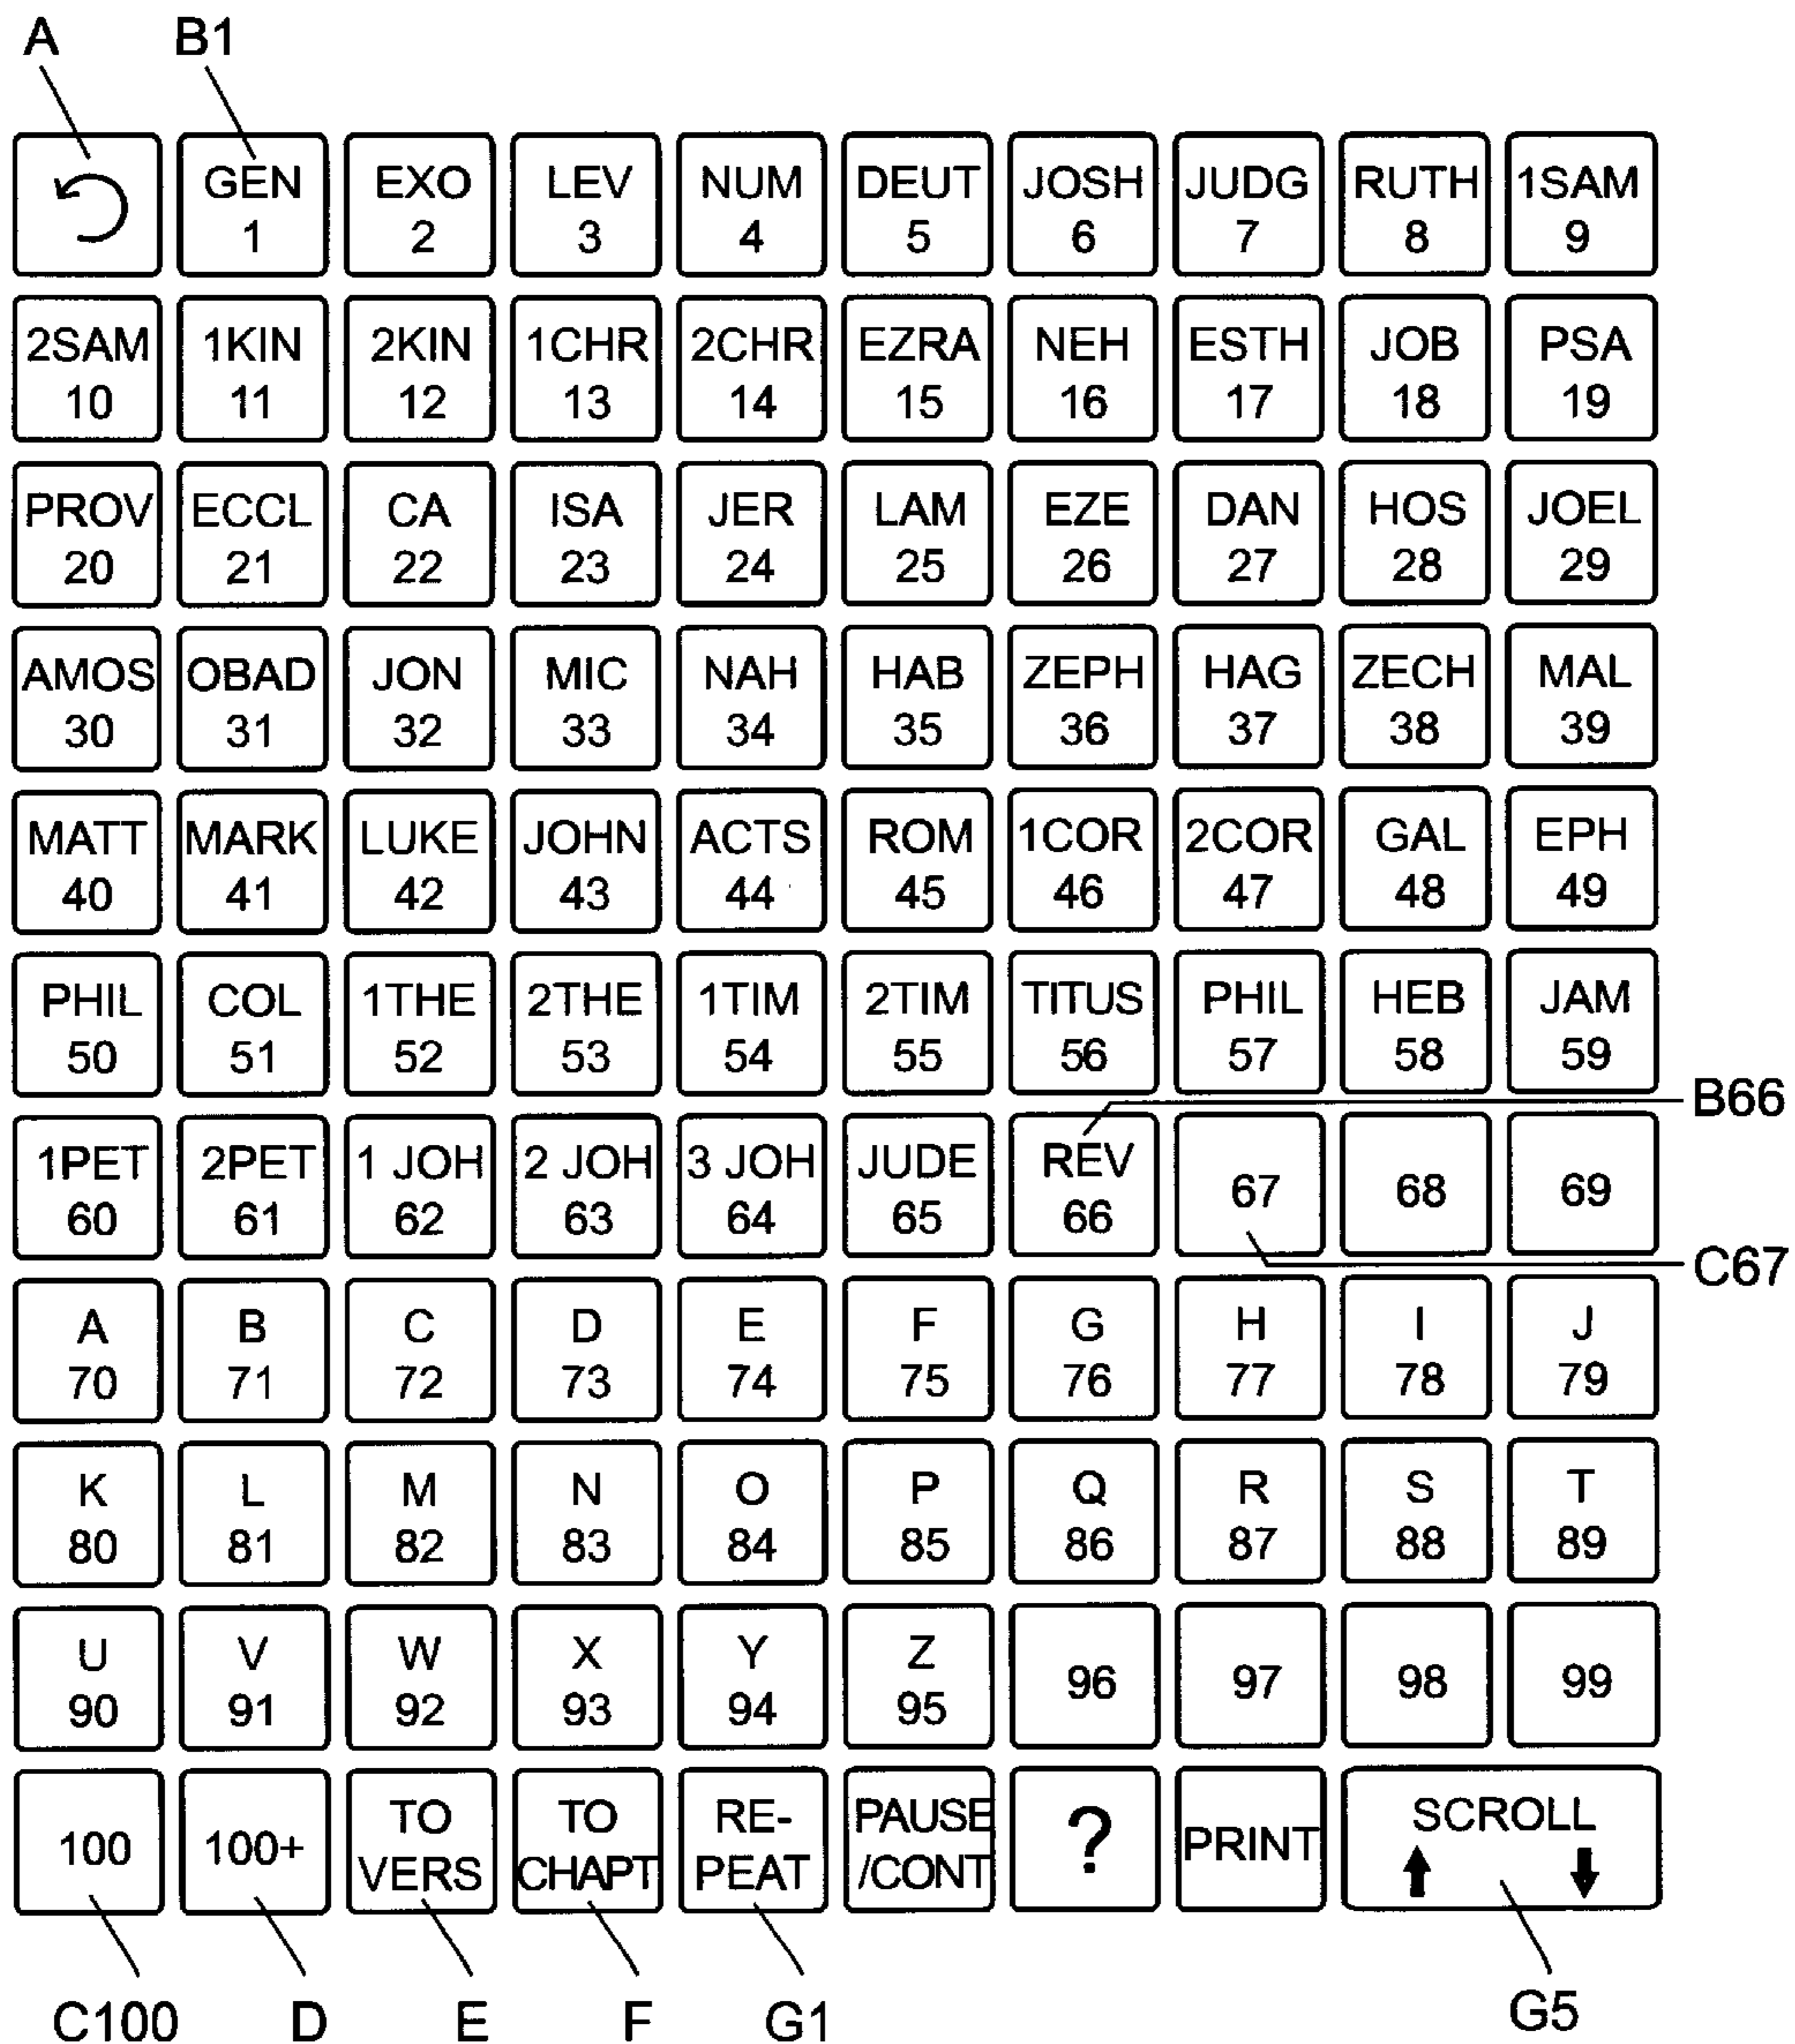 A B1
GEN EXO LEV NUM DEUT JOSH JUDG RUTH 1SAM
1 2 3 4 5 6 7 8 9
2SAM 1KIN 2KIN 1CHR 2CHR EZRA NEH ESTH JOB PSA
10 11 12 13 14 15 16 17 18 19
PROV ECCL CA ISA JER LAM EZE DAN HOS JOEL
20 21 22 23 24 25 26 27 28 29
AMOS OBAD JON MIC NAH HAB ZEPH HAG ZECH MAL
30 31 32 33 34 35 36 37 38 39
MATT MARK LUKE JOHN ACTS ROM 1COR 2COR GAL EPH
40 41 42 43 44 45 46 47 48 49
PHIL COL 1THE 2THE 1TIM 2TIM TITUS PHIL HEB JAM
50 51 52 53 54 55 56 57 58 59
B66
1PET 2PET 1 JOH 2 JOH 3 JOH JUDE REV
60 61 62 63 64 65 66 67 68 69
C67
A B C D E F G H I J
70 71 72 73 74 75 76 77 78 79
K L M N O P Q R S T
80 81 82 83 84 85 86 87 88 89
U V W X Y Z
90 91 92 93 94 95 96 97 98 99
100 100+ TO TO RE- PAUSE ? PRINT SCROLL
VERS CHAPT PEAT /CONT
C100 D E F G1 G5